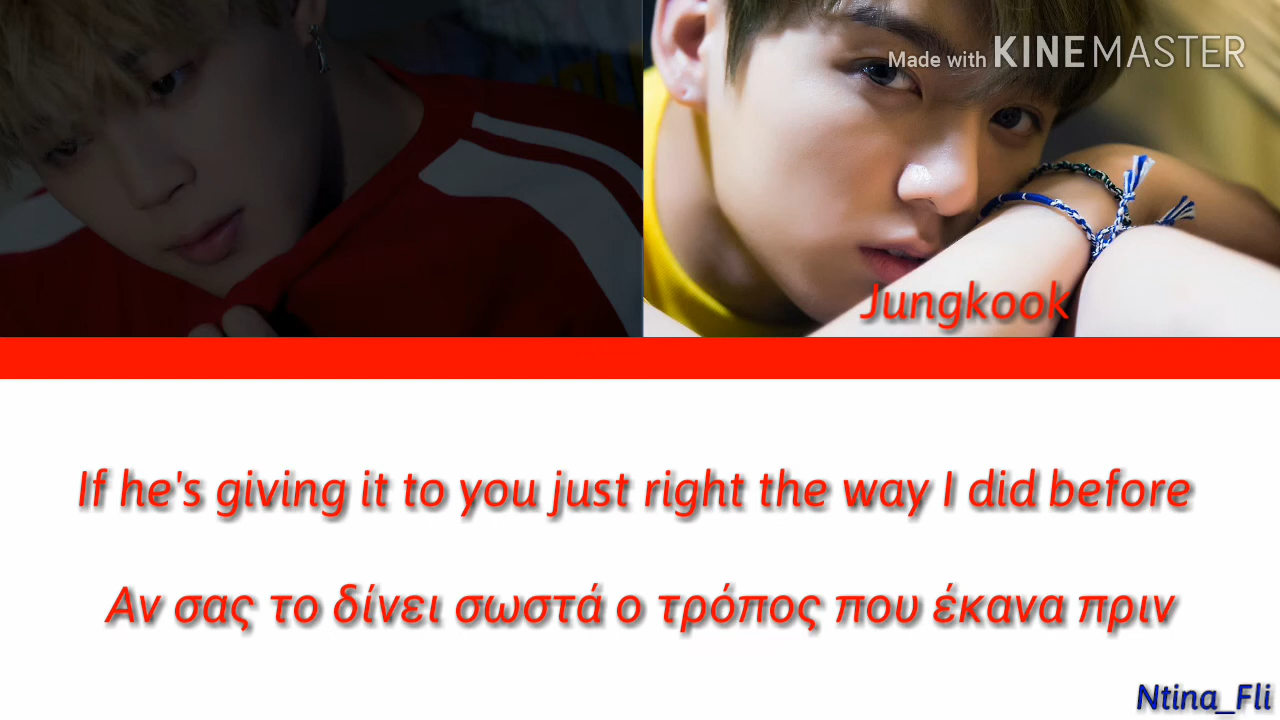 Made with KINEMASTER
Jungkook
If he's giving it to you just right the way I did before
Αν σας το δίνει σωστά ο τρόπος που έκανα πριν
Ntina_Fli